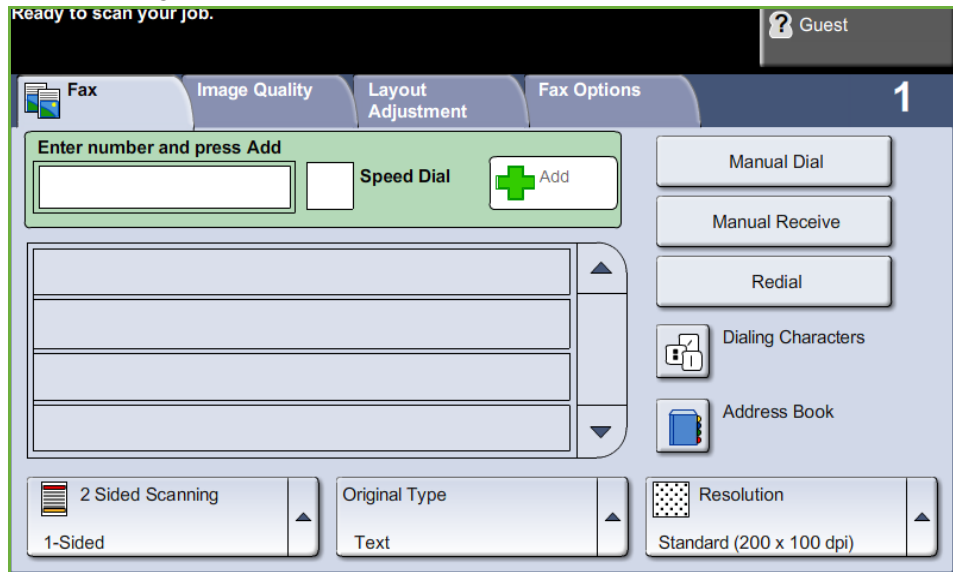 Ready to scan your job.
? Guest
Fax
Image Quality
Layout
Adjustment
Fax Options
1
Enter number and press Add
Speed Dial
Add
Manual Dial
Manual Receive
Redial
Dialing Characters
Address Book
2 Sided Scanning
1-Sided
Original Type
Text
Resolution
Standard (200 x 100 dpi)